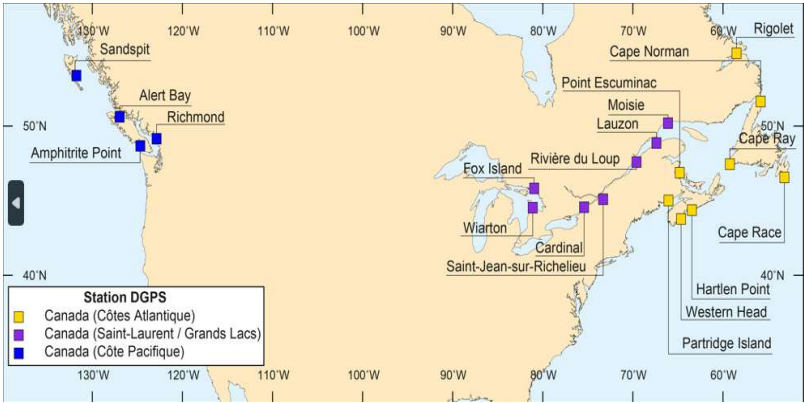 130°W 120°W 110°W 100°W 90°W 80°W 70°W 60°W
Rigolet
Sandspit
Cape Norman
Point Escuminac
Alert Bay
Moisie
Richmond
Lauzon
50°N 50°N
Cape Ray
Amphitrite Point
Rivière du Loup
Fox Island
Wiarton
Cape Race
Cardinal
Saint-Jean-sur-Richelieu
40°N 40°N
Hartlen Point
Station DGPS
Canada (Côtes Atlantique)
Western Head
Canada (Saint-Laurent / Grands Lacs)
Partridge Island
Canada (Côte Pacifique)
130°W 120°W 110°W 100°W 90°W 80°W 70°W 60°W